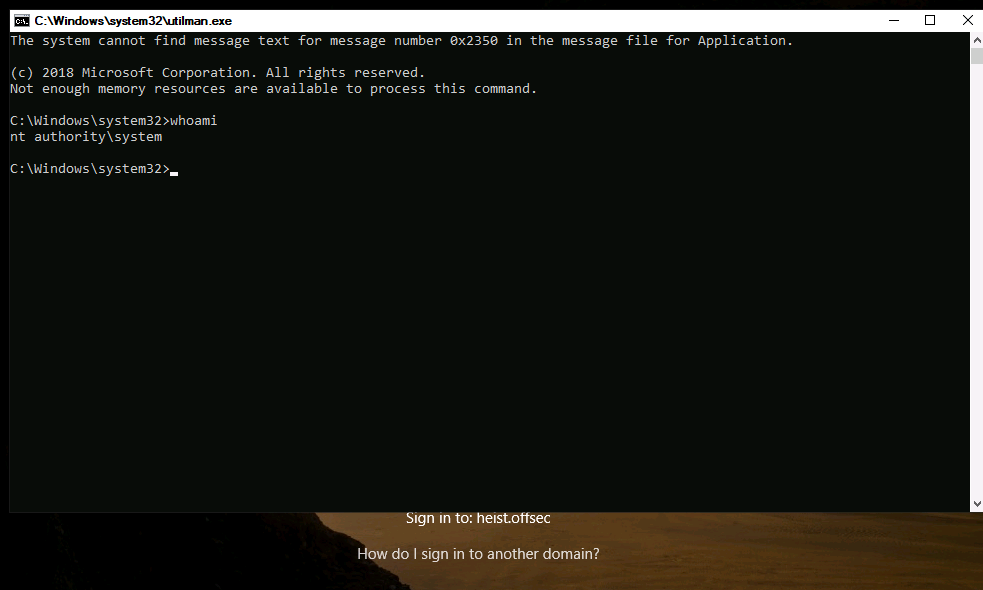 C:\Windows\system32\utilman.exe
The system cannot find message text for message number 0x2350 in the message file for Application.
(c) 2018 Microsoft Corporation. All rights reserved.
Not enough memory resources are available to process this command.
C:\Windows\system32>whoami
nt authority\system
C:\Windows\system32>
Sign in to: heist.offsec
How do I sign in to another domain?